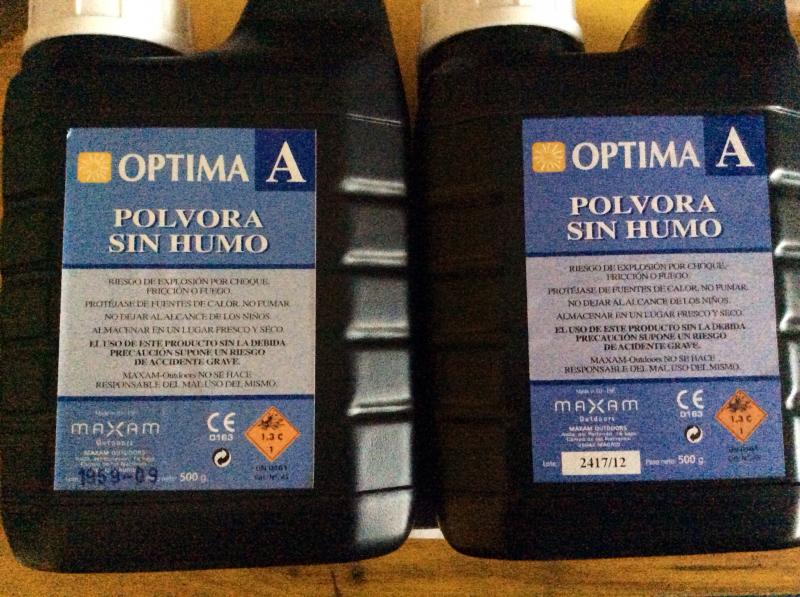 OPTIMA A
POLVORA
SIN HUMO
RIESGO DE EXPLOSIÓN POR CHOQUE,
FRICCIÓN O FUEGO.
PROTÉJASE DE FUENTES DE CALOR, NO FUMAR.
NO DEJAR AL ALCANCE DE LOS NIÑOS.
ALMACENAR EN UN LUGAR FRESCO Y SECO.
EL USO DE ESTE PRODUCTO SIN LA DEBIDA
PRECAUCIÓN SUPONE UN RIESGO
DE ACCIDENTE GRAVE.
MAXAM-Outdoors NO SE HACE
RESPONSABLE DEL MAL USO DEL MISMO.
MAXAM
Outdoors
MAXAM OUTDOORS
CE
0163
1.3 C
1
1959-09
neto: 500 g.
UN 0161
OPTIMA A
POLVORA
SIN HUMO
RIESGO DE EXPLOSIÓN POR CHOQUE,
FRICCIÓN O FUEGO.
PROTÉJASE DE FUENTES DE CALOR, NO FUMAR.
NO DEJAR AL ALCANCE DE LOS NIÑOS.
ALMACENAR EN UN LUGAR FRESCO Y SECO.
EL USO DE ESTE PRODUCTO SIN LA DEBIDA
PRECAUCIÓN SUPONE UN RIESGO
DE ACCIDENTE GRAVE.
MAXAM-Outdoors NO SE HACE
RESPONSABLE DEL MAL USO DEL MISMO.
MAXAM
Outdoors
MAXAM OUTDOORS
CE
0163
1.3 C
1
Lote: 2417/12 Peso neto: 500 g.